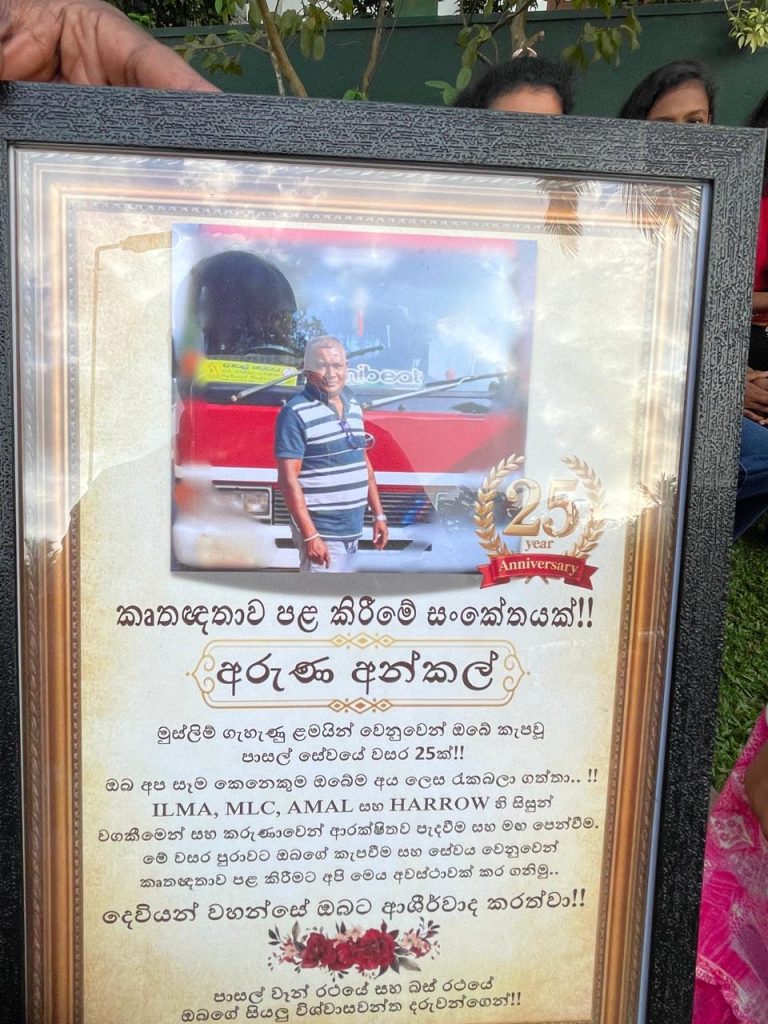 nibeat
25
year
Anniversary
කෘතඥතාව පළ කිරීමේ සංකේතයක්!!
අරුණ අන්කල්
මුස්ලිම් ගැහැණු ළමයින් වෙනුවෙන් ඔබේ කැපවූ
පාසල් සේවයේ වසර 25ක්!!
ඔබ අප සෑම කෙනෙකුම ඔබේම අය ලෙස රැකබලා ගත්තා.. !!
ILMA, MLC, AMAL සහ HARROW හි සිසුන්
වගකීමෙන් සහ කරුණාවෙන් ආරක්ෂිතව පැදවීම සහ මඟ පෙන්වීම.
මේ වසර පුරාවට ඔබගේ කැපවීම සහ සේවය වෙනුවෙන්
කෘතඥතාව පළ කිරීමට අපි මෙය අවස්ථාවක් කර ගනිමු..
දෙවියන් වහන්සේ ඔබට ආශීර්වාද කරත්වා!!
පාසල් වෑන් රථයේ සහ බස් රථයේ
ඔබගේ සියලු විශ්වාසවන්ත දරුවන්ගෙන්!!